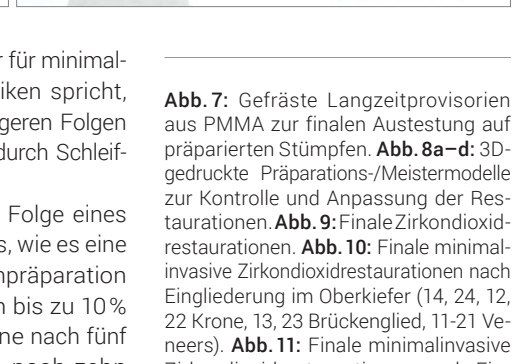 r für minimal-
iken spricht,
geren Folgen
durch Schleif-
Folge eines
s, wie es eine
npräparation
n bis zu 10 %
ne nach fünf
nach zehn
Abb. 7: Gefräste Langzeitprovisorien
aus PMMA zur finalen Austestung auf
präparierten Stümpfen. Abb. 8a–d: 3D-
gedruckte Präparations-/Meistermodelle
zur Kontrolle und Anpassung der Res-
taurationen. Abb. 9: Finale Zirkondioxid-
restaurationen. Abb. 10: Finale minimal-
invasive Zirkondioxidrestaurationen nach
Eingliederung im Oberkiefer (14, 24, 12,
22 Krone, 13, 23 Brückenglied, 11-21 Ve-
neers). Abb. 11: Finale minimalinvasive